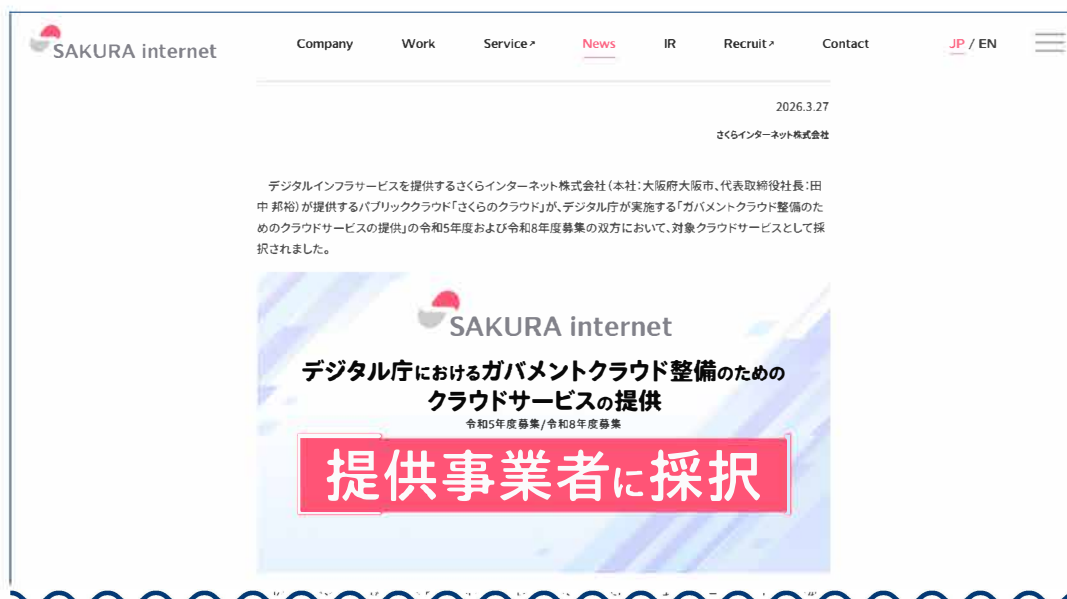 SAKURA internet
Company Work Service↗ News IR Recruit↗ Contact JP / EN
2026.3.27
さくらインターネット株式会社
デジタルインフラサービスを提供するさくらインターネット株式会社（本社：大阪府大阪市、代表取締役社長：田
中 邦裕）が提供するパブリッククラウド「さくらのクラウド」が、デジタル庁が実施する「ガバメントクラウド整備のた
めのクラウドサービスの提供」の令和5年度および令和8年度募集の双方において、対象クラウドサービスとして採
択されました。
SAKURA internet
デジタル庁におけるガバメントクラウド整備のための
クラウドサービスの提供
令和5年度募集/令和8年度募集
提供事業者に採択